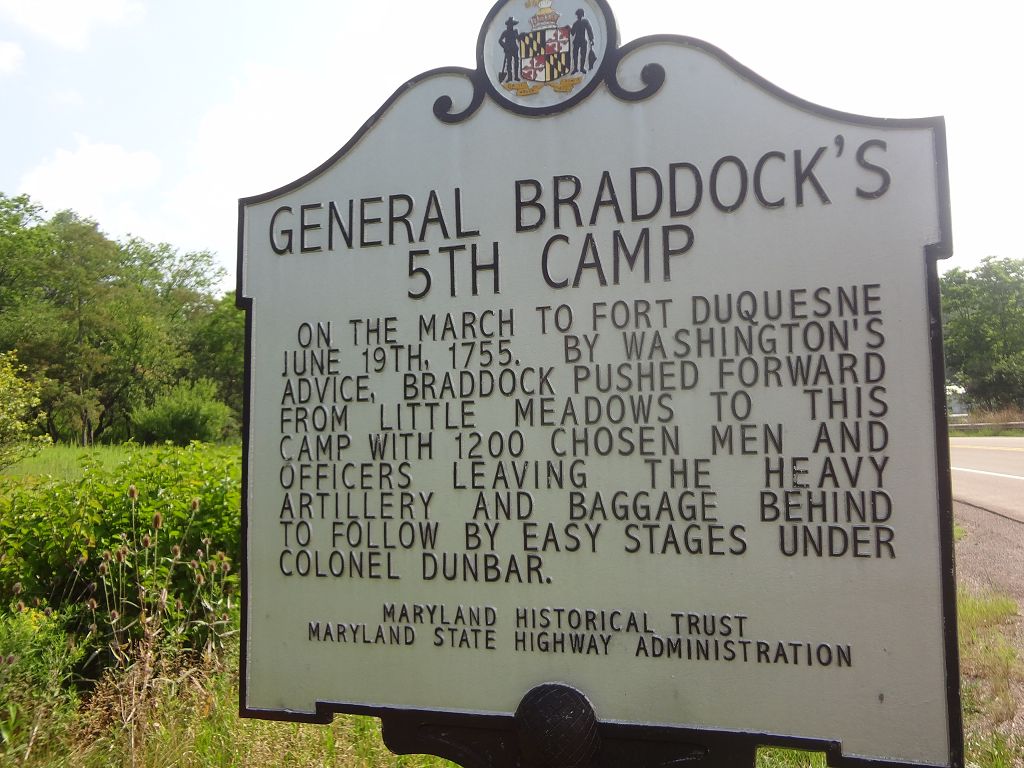 GENERAL BRADDOCK'S
5TH CAMP
ON THE MARCH TO FORT DUQUESNE
JUNE 19TH, 1755. BY WASHINGTON'S
ADVICE, BRADDOCK PUSHED FORWARD
FROM LITTLE MEADOWS TO THIS
CAMP WITH 1200 CHOSEN MEN AND
OFFICERS LEAVING THE HEAVY
ARTILLERY AND BAGGAGE BEHIND
TO FOLLOW BY EASY STAGES UNDER
COLONEL DUNBAR.
MARYLAND HISTORICAL TRUST
MARYLAND STATE HIGHWAY ADMINISTRATION